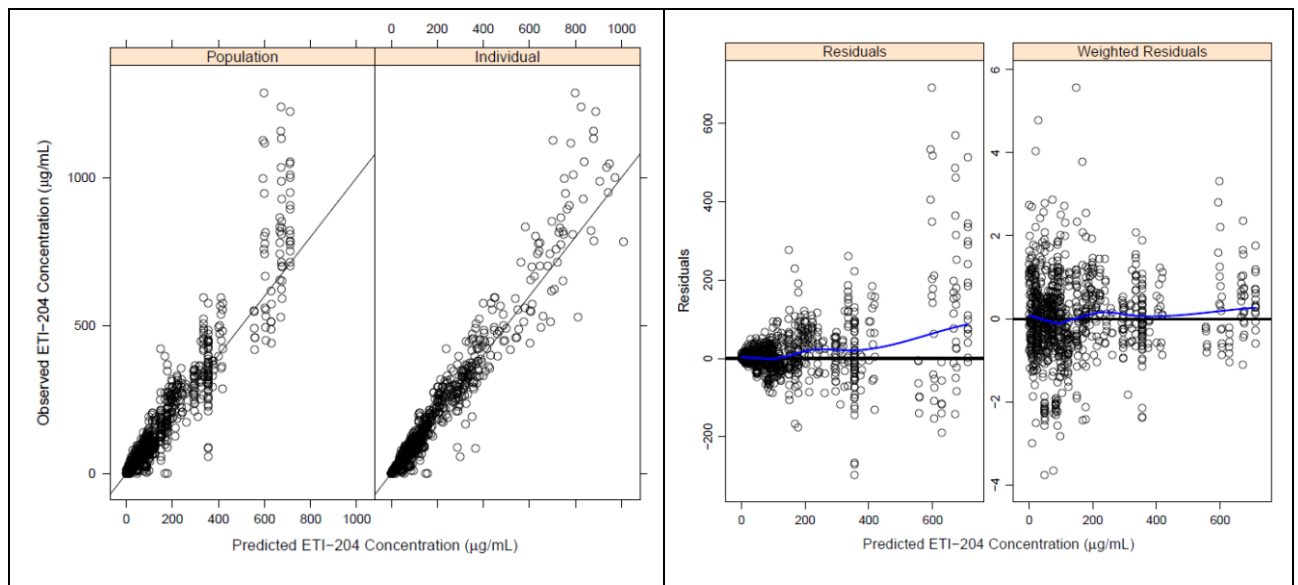 0 200 400 600 800 1000
Population
Individual
Observed ETI−204 Concentration (μg/mL)
1000
500
0
0 200 400 600 800 1000
Predicted ETI−204 Concentration (μg/mL)
Residuals
Weighted Residuals
Residuals
600
400
200
0
−200
6
4
2
0
−2
−4
0 200 400 600
0 200 400 600
Predicted ETI−204 Concentration (μg/mL)